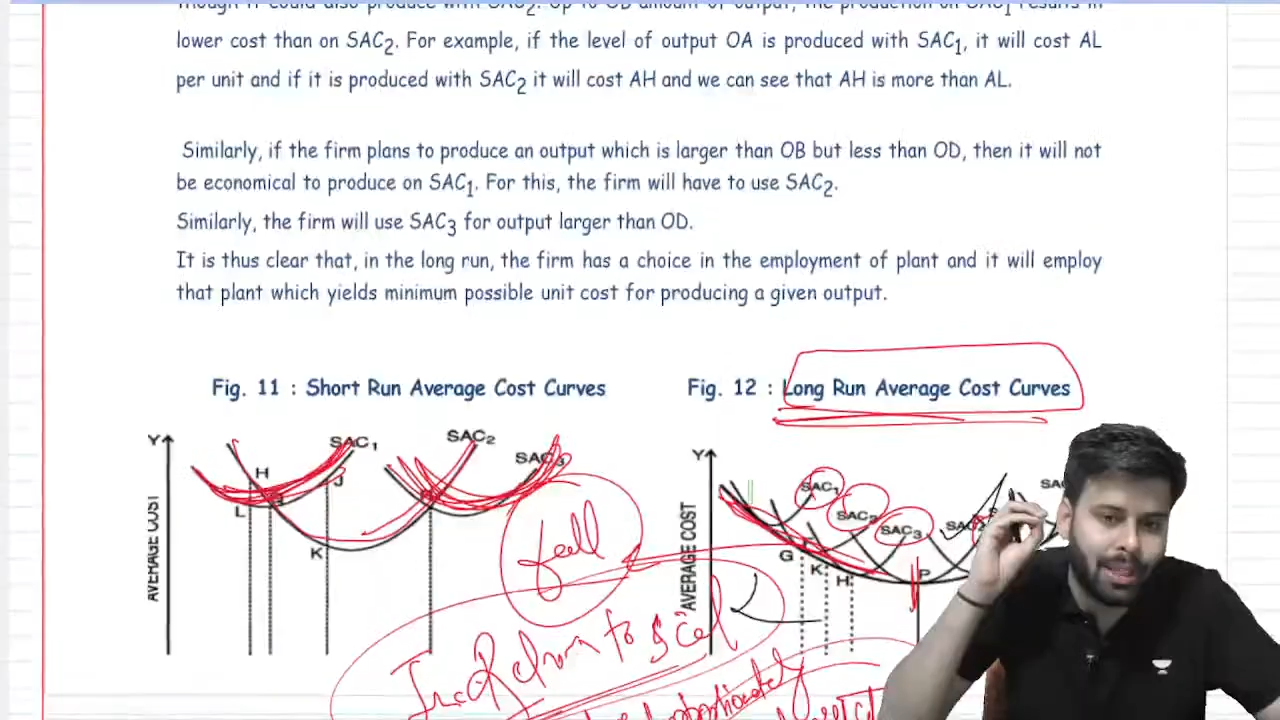 though it could also produce with SAC2. Up to OD amount of output, the production on SAC1 results in
lower cost than on SAC2. For example, if the level of output OA is produced with SAC1, it will cost AL
per unit and if it is produced with SAC2 it will cost AH and we can see that AH is more than AL.
Similarly, if the firm plans to produce an output which is larger than OB but less than OD, then it will not
be economical to produce on SAC1. For this, the firm will have to use SAC2.
Similarly, the firm will use SAC3 for output larger than OD.
It is thus clear that, in the long run, the firm has a choice in the employment of plant and it will employ
that plant which yields minimum possible unit cost for producing a given output.
Fig. 11 : Short Run Average Cost Curves
Fig. 12 : Long Run Average Cost Curves
Y
SAC1
SAC2
SAC3
H
J
L
K
AVERAGE COST
Y
SAC1
SAC2
SAC3
G
K
H
P
AVERAGE COST
fall
to